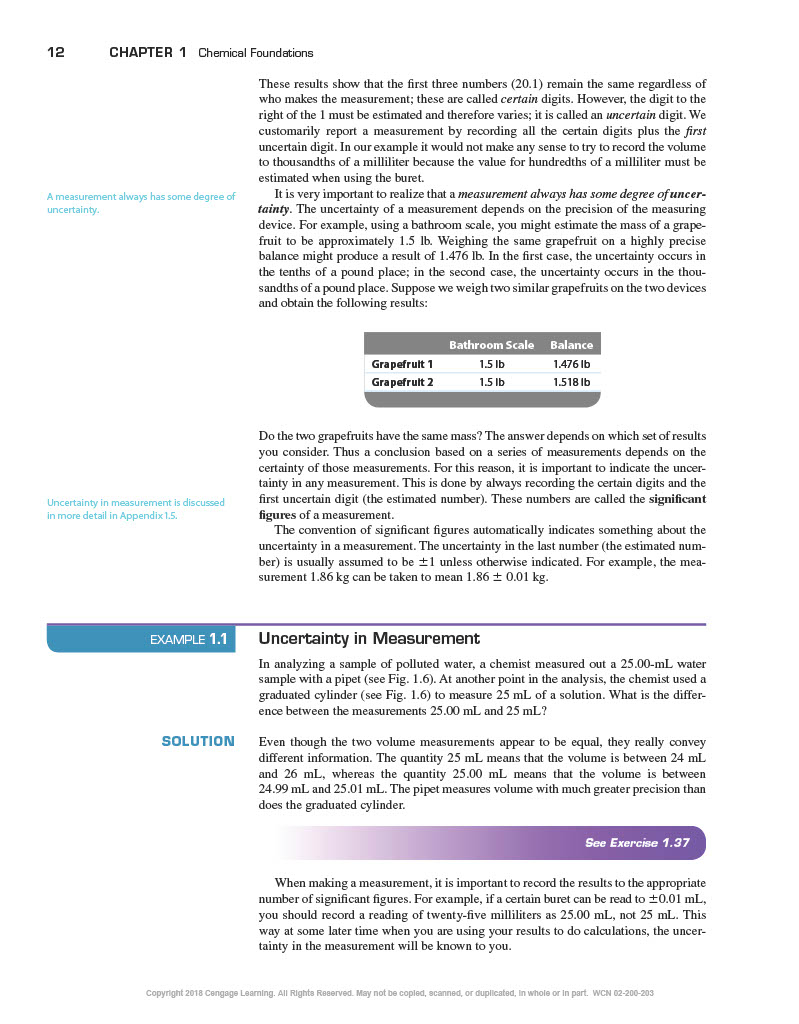 12 CHAPTER 1 Chemical Foundations
These results show that the first three numbers (20.1) remain the same regardless of
who makes the measurement; these are called certain digits. However, the digit to the
right of the 1 must be estimated and therefore varies; it is called an uncertain digit. We
customarily report a measurement by recording all the certain digits plus the first
uncertain digit. In our example it would not make any sense to try to record the volume
to thousandths of a milliliter because the value for hundredths of a milliliter must be
estimated when using the buret.
A measurement always has some degree of
uncertainty.
It is very important to realize that a measurement always has some degree of uncer-
tainty. The uncertainty of a measurement depends on the precision of the measuring
device. For example, using a bathroom scale, you might estimate the mass of a grape-
fruit to be approximately 1.5 lb. Weighing the same grapefruit on a highly precise
balance might produce a result of 1.476 lb. In the first case, the uncertainty occurs in
the tenths of a pound place; in the second case, the uncertainty occurs in the thou-
sandths of a pound place. Suppose we weigh two similar grapefruits on the two devices
and obtain the following results:
Bathroom Scale Balance
Grapefruit 1 1.5 lb 1.476 lb
Grapefruit 2 1.5 lb 1.518 lb
Do the two grapefruits have the same mass? The answer depends on which set of results
you consider. Thus a conclusion based on a series of measurements depends on the
certainty of those measurements. For this reason, it is important to indicate the uncer-
tainty in any measurement. This is done by always recording the certain digits and the
first uncertain digit (the estimated number). These numbers are called the significant
figures of a measurement.
Uncertainty in measurement is discussed
in more detail in Appendix 1.5.
The convention of significant figures automatically indicates something about the
uncertainty in a measurement. The uncertainty in the last number (the estimated num-
ber) is usually assumed to be ±1 unless otherwise indicated. For example, the mea-
surement 1.86 kg can be taken to mean 1.86 ± 0.01 kg.
EXAMPLE 1.1 Uncertainty in Measurement
In analyzing a sample of polluted water, a chemist measured out a 25.00-mL water
sample with a pipet (see Fig. 1.6). At another point in the analysis, the chemist used a
graduated cylinder (see Fig. 1.6) to measure 25 mL of a solution. What is the differ-
ence between the measurements 25.00 mL and 25 mL?
SOLUTION Even though the two volume measurements appear to be equal, they really convey
different information. The quantity 25 mL means that the volume is between 24 mL
and 26 mL, whereas the quantity 25.00 mL means that the volume is between
24.99 mL and 25.01 mL. The pipet measures volume with much greater precision than
does the graduated cylinder.
See Exercise 1.37
When making a measurement, it is important to record the results to the appropriate
number of significant figures. For example, if a certain buret can be read to ±0.01 mL,
you should record a reading of twenty-five milliliters as 25.00 mL, not 25 mL. This
way at some later time when you are using your results to do calculations, the uncer-
tainty in the measurement will be known to you.
Copyright 2018 Cengage Learning. All Rights Reserved. May not be copied, scanned, or duplicated, in whole or in part. WCN 02-200-203